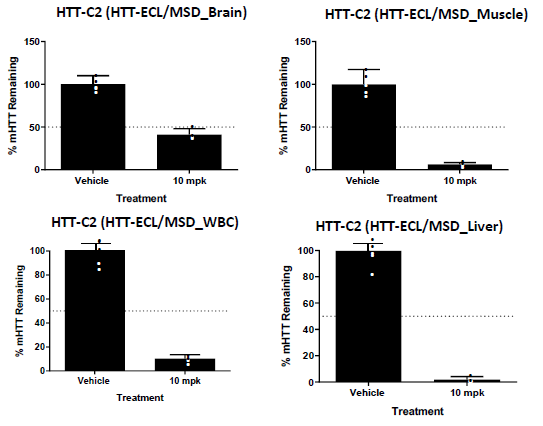 HTT-C2 (HTT-ECL/MSD_Brain)
% mHTT Remaining
150
100
50
0
Vehicle
10 mpk
Treatment
HTT-C2 (HTT-ECL/MSD_Muscle)
% mHTT Remaining
150
100
50
0
Vehicle
10 mpk
Treatment
HTT-C2 (HTT-ECL/MSD_WBC)
% mHTT Remaining
100
80
60
40
20
0
Vehicle
10 mpk
Treatment
HTT-C2 (HTT-ECL/MSD_Liver)
% mHTT Remaining
100
80
60
40
20
0
Vehicle
10 mpk
Treatment